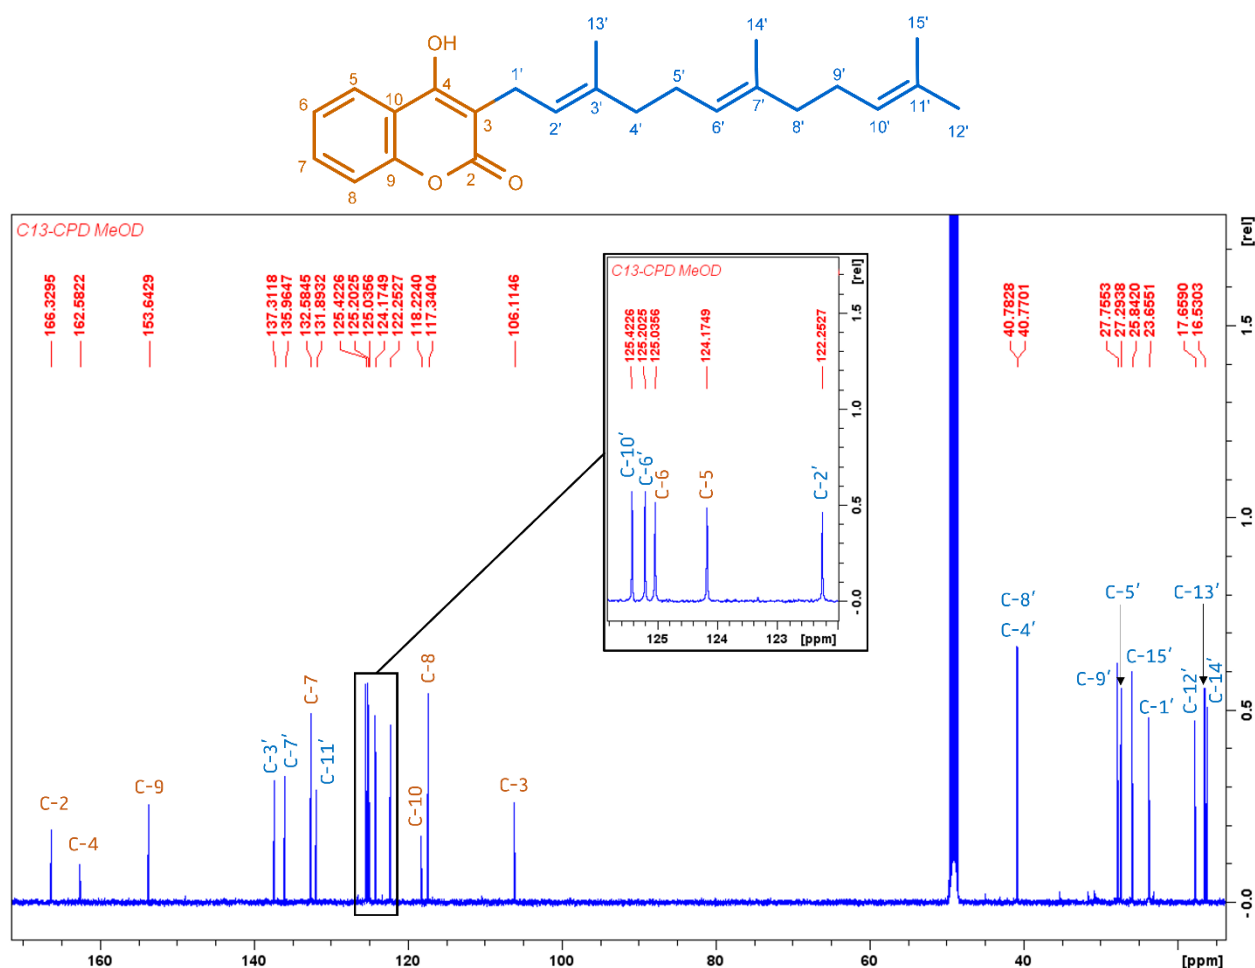 13'
14'
15'
OH
1'
5'
9'
5
4
10
6
3'
7'
11'
3
2'
4'
6'
8'
10'
12'
7
9
2
O
O
8
C13-CPD MeOD
[rel]
166.3295
162.5822
153.6429
137.3118
135.9647
132.5845
131.8932
125.4226
125.2025
125.0356
124.1749
122.2527
118.2240
117.3404
106.1146
40.7828
40.7701
27.7553
27.2938
25.8420
23.6551
17.6590
16.5303
C13-CPD MeOD
[rel]
125.4226
125.2025
125.0356
124.1749
122.2527
1.5
1.0
0.5
- 0.0
C-10'
C-6'
C-6
C-5
C-2'
125
124
123
[ppm]
1.5
1.0
0.5
- 0.0
C-2
C-4
C-9
C-3'
C-7'
C-7
C-11'
C-10
C-8
C-3
C-8'
C-4'
C-9'
C-5'
C-15'
C-1'
C-12'
C-13'
C-14'
160
140
120
100
80
60
40
[ppm]